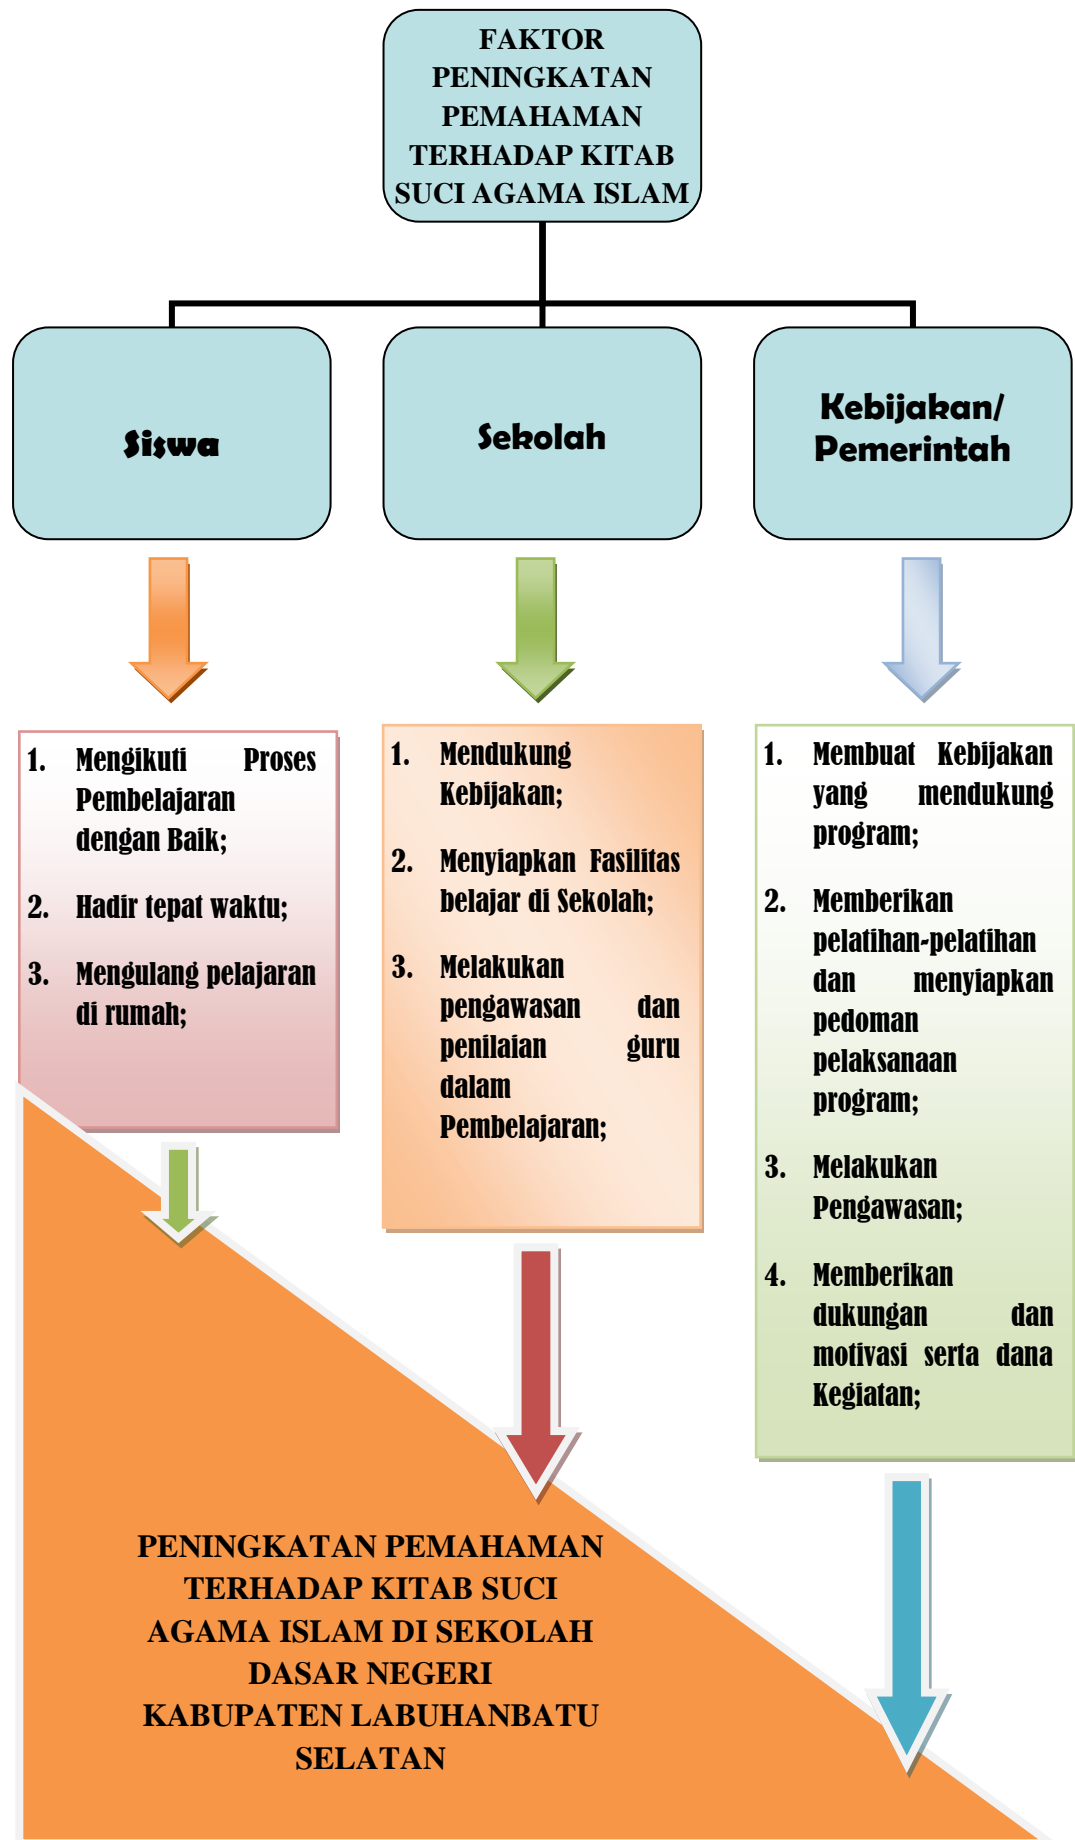 FAKTOR
PENINGKATAN
PEMAHAMAN
TERHADAP KITAB
SUCI AGAMA ISLAM
Siswa
Sekolah
Kebijakan/
Pemerintah
1. Mengikuti Proses
Pembelajaran
dengan Baik;
2. Hadir tepat waktu;
3. Mengulang pelajaran
di rumah;
1. Mendukung
Kebijakan;
2. Menyiapkan Fasilitas
belajar di Sekolah;
3. Melakukan
pengawasan dan
penilaian guru
dalam
Pembelajaran;
1. Membuat Kebijakan
yang mendukung
program;
2. Memberikan
pelatihan-pelatihan
dan menyiapkan
pedoman
pelaksanaan
program;
3. Melakukan
Pengawasan;
4. Memberikan
dukungan dan
motivasi serta dana
Kegiatan;
PENINGKATAN PEMAHAMAN
TERHADAP KITAB SUCI
AGAMA ISLAM DI SEKOLAH
DASAR NEGERI
KABUPATEN LABUHANBATU
SELATAN